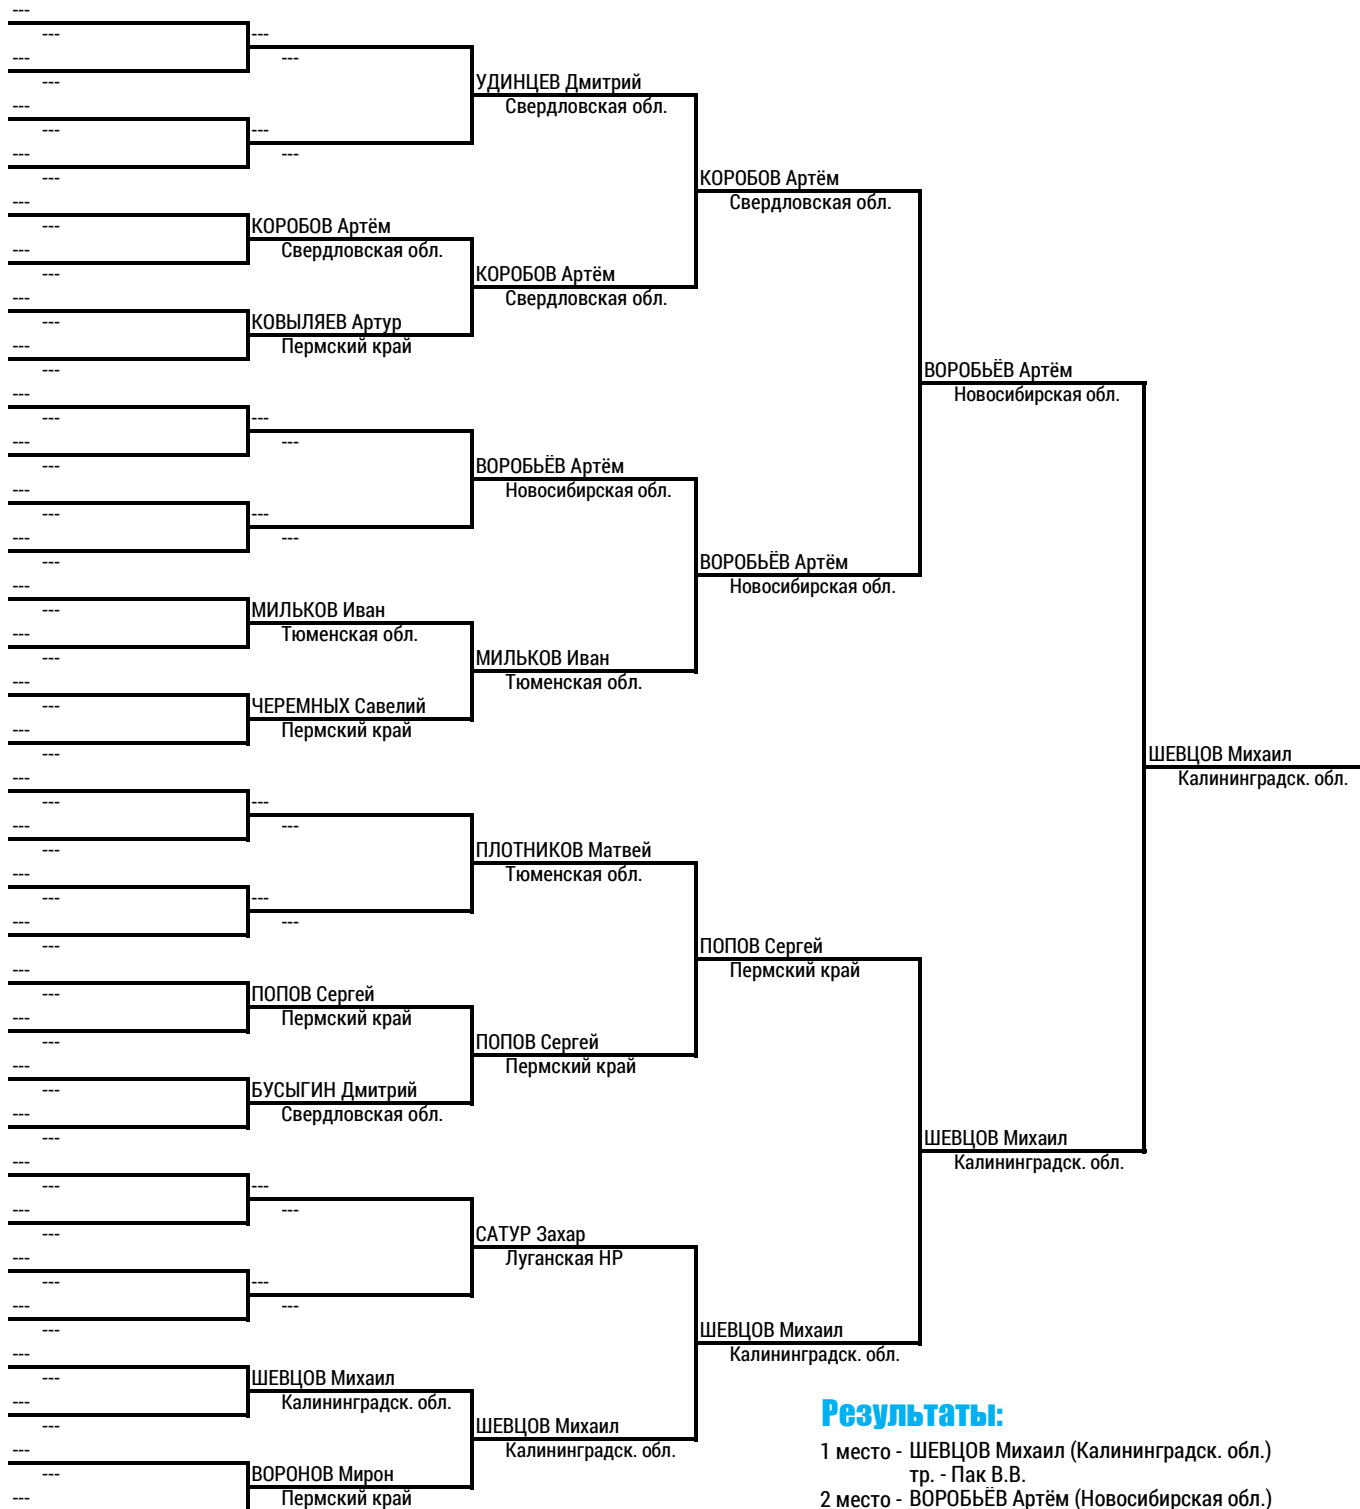 ---
---
---
---
---
---
---
---
УДИНЦЕВ Дмитрий
Свердловская обл.
---
---
---
---
---
---
---
КОРОБОВ Артём
Свердловская обл.
---
---
КОРОБОВ Артём
---
Свердловская обл.
---
КОРОБОВ Артём
---
Свердловская обл.
---
КОВЫЛЯЕВ Артур
---
Пермский край
---
ВОРОБЬЁВ Артём
---
Новосибирская обл.
---
---
---
---
---
ВОРОБЬЁВ Артём
---
Новосибирская обл.
---
---
---
---
---
ВОРОБЬЁВ Артём
---
Новосибирская обл.
---
МИЛЬКОВ Иван
---
Тюменская обл.
---
МИЛЬКОВ Иван
---
Тюменская обл.
---
ЧЕРЕМНЫХ Савелий
---
Пермский край
---
ШЕВЦОВ Михаил
---
Калининградск. обл.
---
---
---
---
---
ПЛОТНИКОВ Матвей
---
Тюменская обл.
---
---
---
---
---
ПОПОВ Сергей
---
Пермский край
---
ПОПОВ Сергей
---
Пермский край
---
ПОПОВ Сергей
---
Пермский край
---
БУСЫГИН Дмитрий
---
Свердловская обл.
---
ШЕВЦОВ Михаил
---
Калининградск. обл.
---
---
---
---
---
САТУР Захар
---
Луганская НР
---
---
---
---
---
ШЕВЦОВ Михаил
---
Калининградск. обл.
---
ШЕВЦОВ Михаил
---
Калининградск. обл.
---
ШЕВЦОВ Михаил
---
Калининградск. обл.
---
ВОРОНОВ Мирон
---
Пермский край
Результаты:
1 место - ШЕВЦОВ Михаил (Калининградск. обл.)
тр. - Пак В.В.
2 место - ВОРОБЬЁВ Артём (Новосибирская обл.)